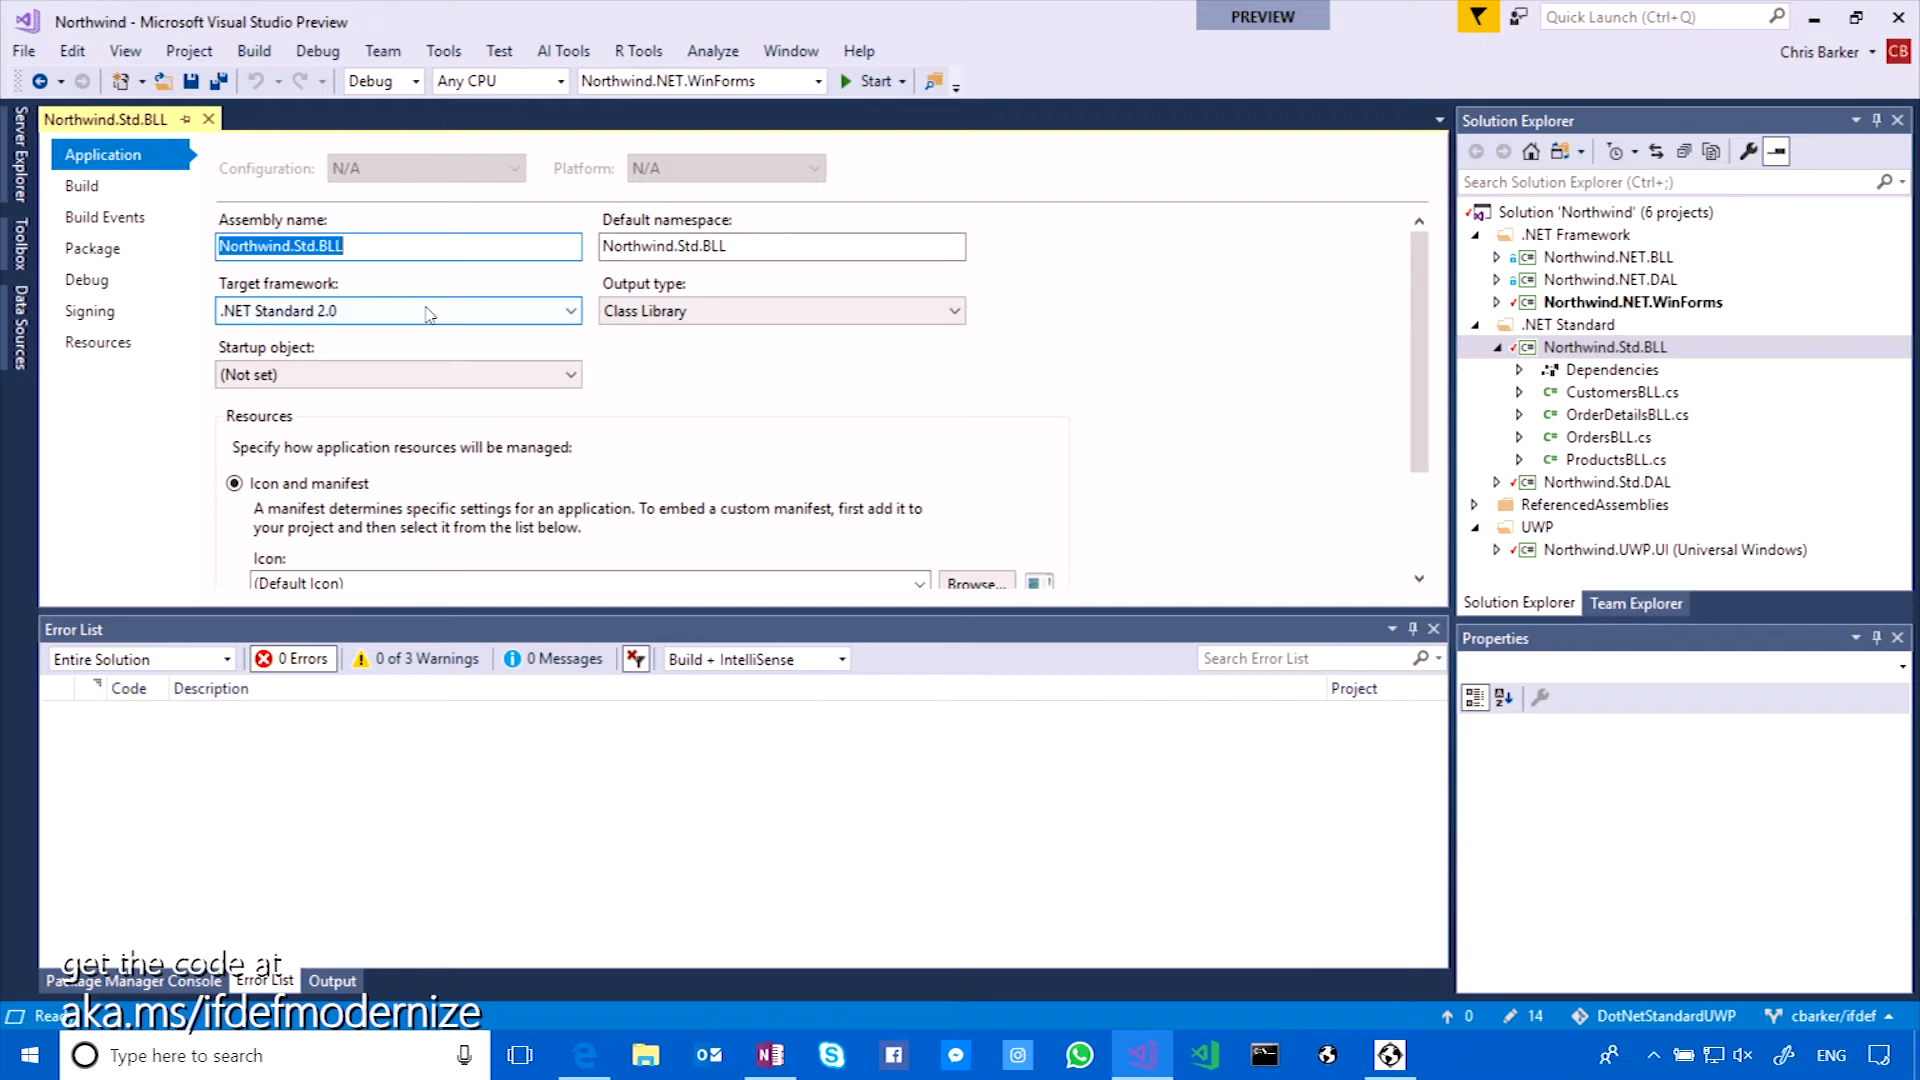 Northwind - Microsoft Visual Studio Preview
PREVIEW
Quick Launch (Ctrl+Q)
File Edit View Project Build Debug Team Tools Test AI Tools R Tools Analyze Window Help
Chris Barker
CB
Debug
Any CPU
Northwind.NET.WinForms
Start
Server Explorer
Toolbox
Data Sources
Northwind.Std.BLL
Application
Build
Build Events
Package
Debug
Signing
Resources
Configuration: N/A
Platform: N/A
Assembly name:
Northwind.Std.BLL
Default namespace:
Northwind.Std.BLL
Target framework:
.NET Standard 2.0
Output type:
Class Library
Startup object:
(Not set)
Resources
Specify how application resources will be managed:
Icon and manifest
A manifest determines specific settings for an application. To embed a custom manifest, first add it to
your project and then select it from the list below.
Icon:
(Default Icon)
Browse...
Error List
Entire Solution
0 Errors
0 of 3 Warnings
0 Messages
Build + IntelliSense
Search Error List
Code
Description
Project
Package Manager Console
Error List
Output
Solution Explorer
Search Solution Explorer (Ctrl+;)
Solution 'Northwind' (6 projects)
.NET Framework
C# Northwind.NET.BLL
C# Northwind.NET.DAL
C# Northwind.NET.WinForms
.NET Standard
C# Northwind.Std.BLL
Dependencies
C# CustomersBLL.cs
C# OrderDetailsBLL.cs
C# OrdersBLL.cs
C# ProductsBLL.cs
C# Northwind.Std.DAL
ReferencedAssemblies
UWP
C# Northwind.UWP.UI (Universal Windows)
Solution Explorer
Team Explorer
Properties
get the code at
aka.ms/ifdefmodernize
0
14
DotNetStandardUWP
cbarker/ifdef
Type here to search
ENG